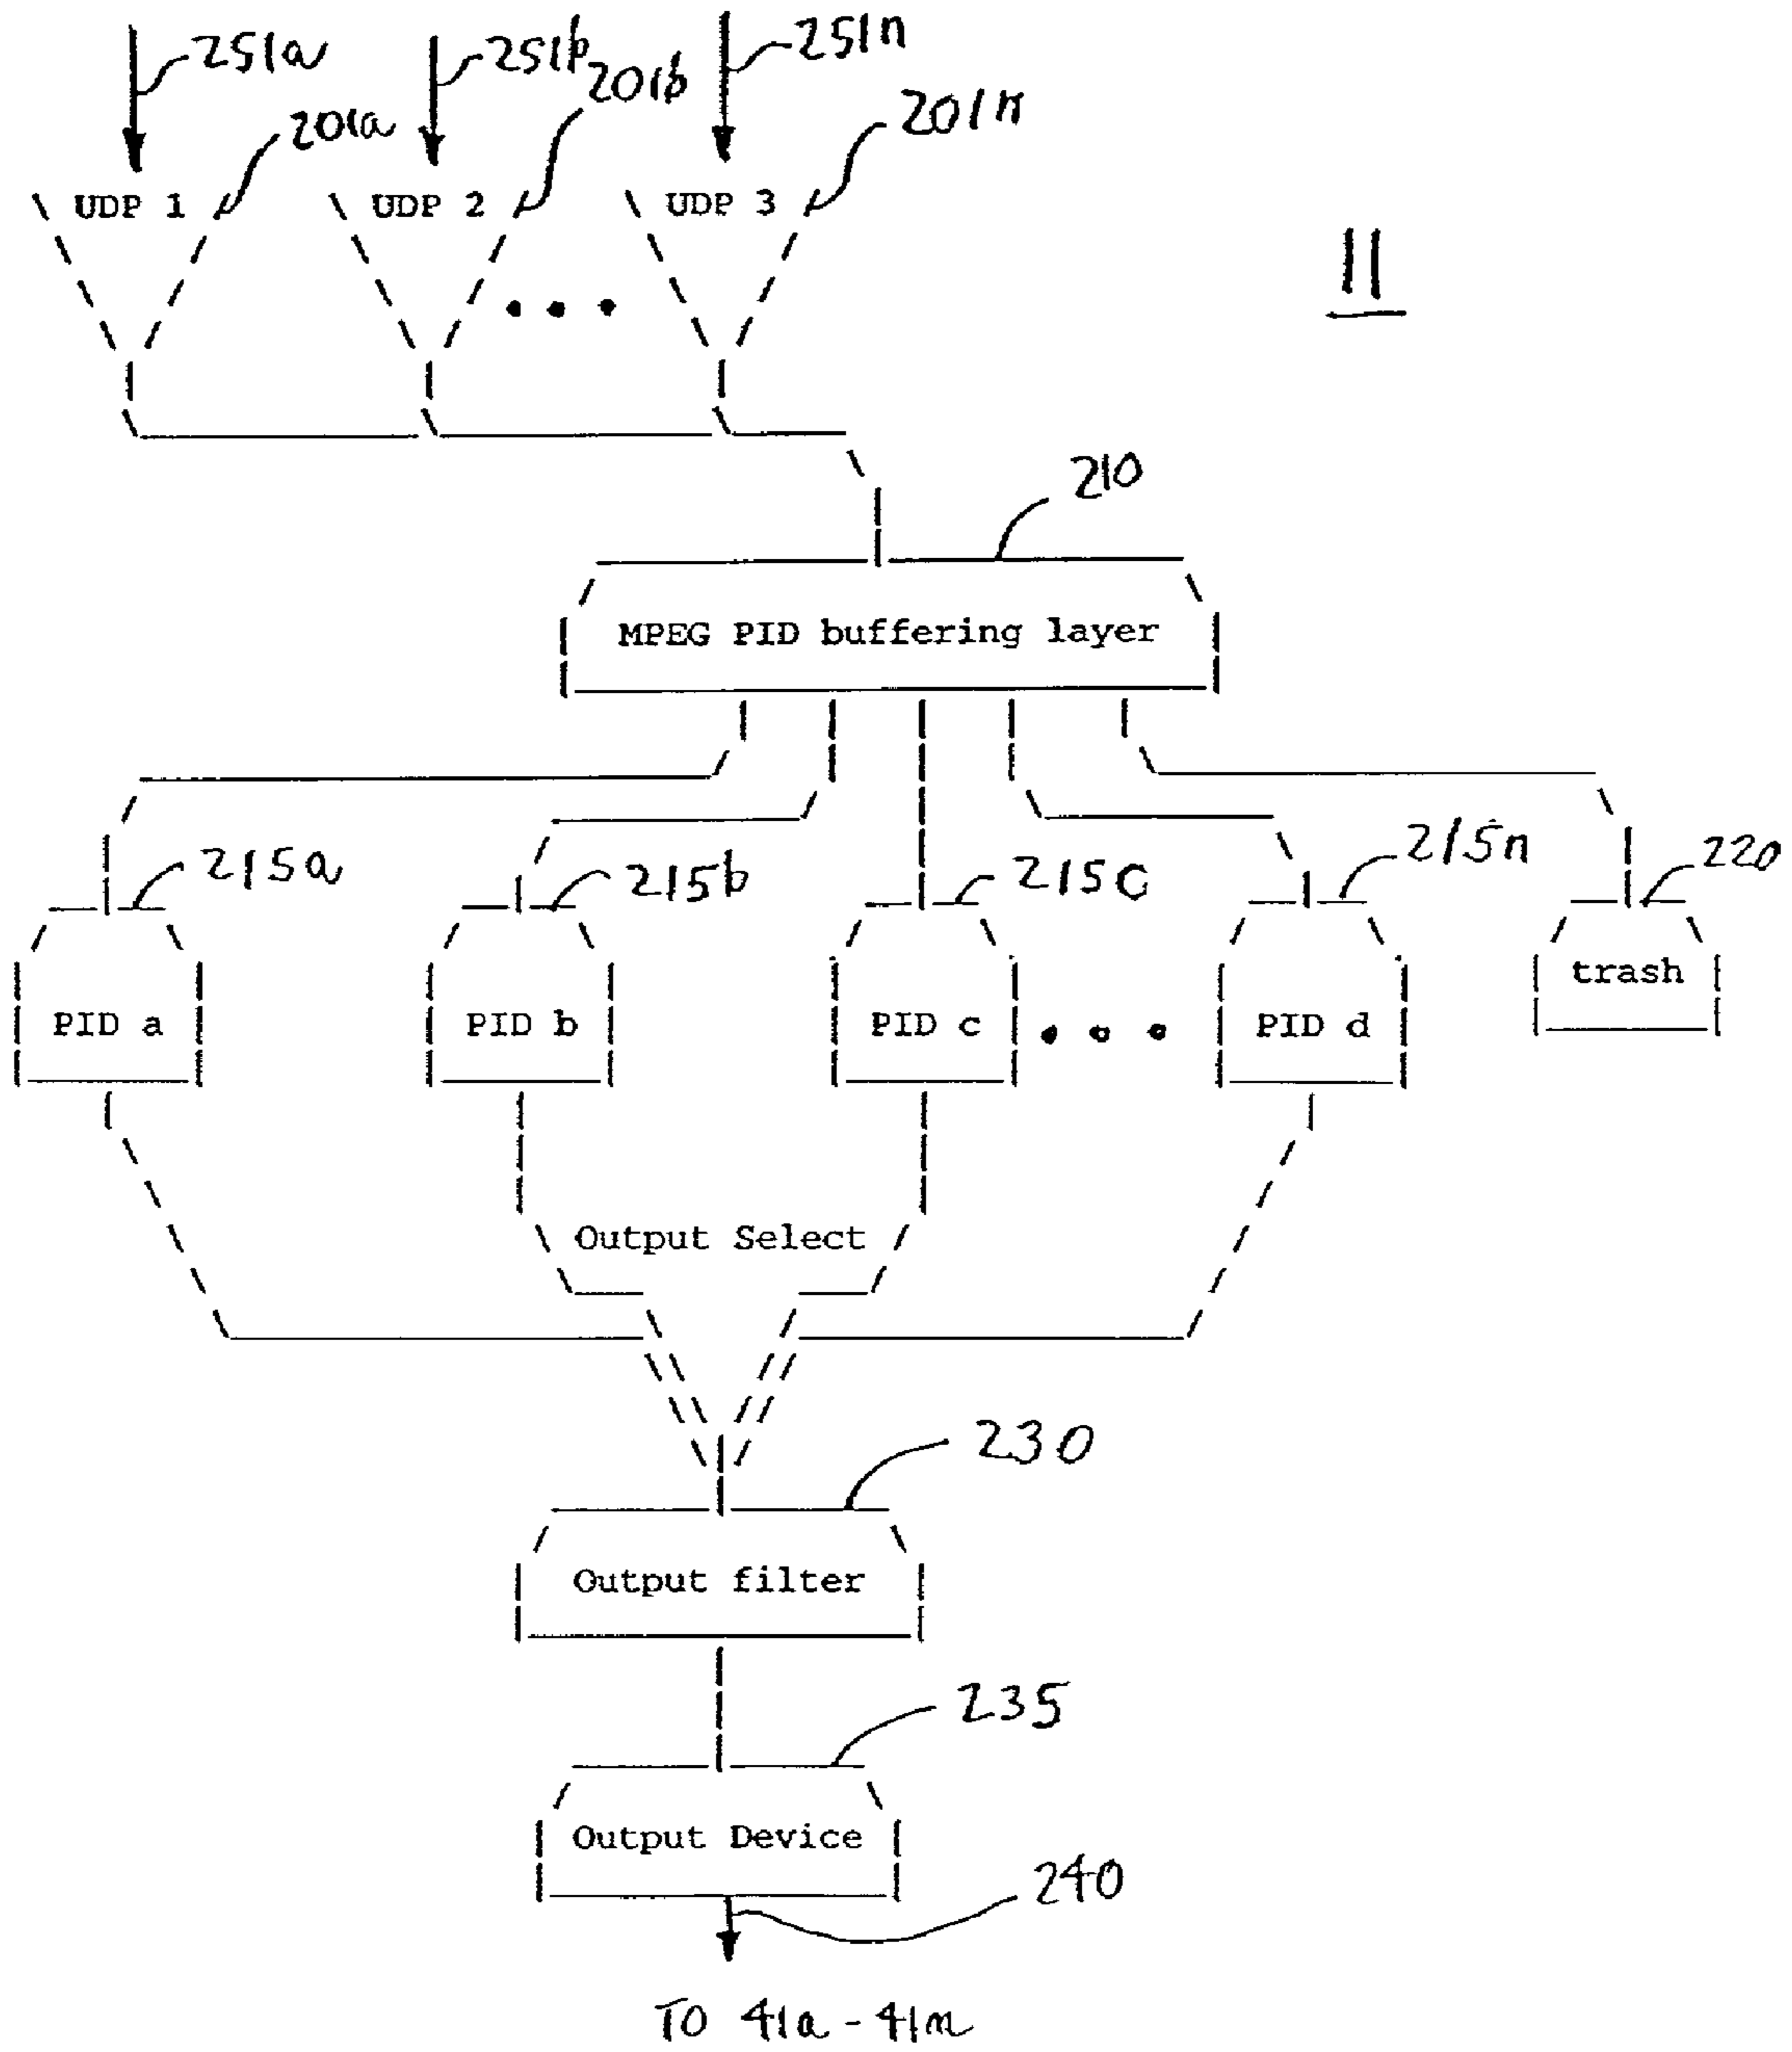 251a 251b 251n
201a 201b 201n
UDP 1 UDP 2 UDP 3
11
210
MPEG PID buffering layer
215a 215b 215c 215n 220
PID a PID b PID c PID d trash
Output Select
230
Output filter
235
Output Device
240
TO 41a - 41n